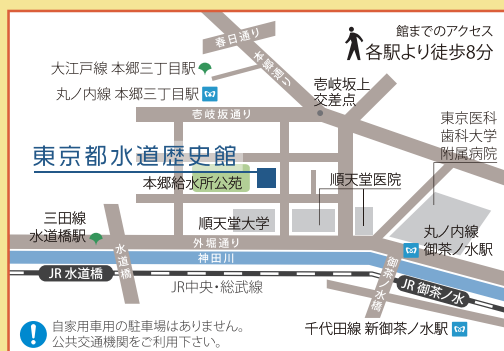 春日通り
本郷通り
館までのアクセス
各駅より徒歩8分
大江戸線 本郷三丁目駅
丸ノ内線 本郷三丁目駅
壱岐坂上
交差点
壱岐坂通り
東京医科
歯科大学
附属病院
東京都水道歴史館
本郷給水所公苑
順天堂医院
三田線
水道橋駅
順天堂大学
丸ノ内線
御茶ノ水駅
外堀通り
神田川
水道橋
御茶ノ水橋
JR 水道橋
JR中央・総武線
JR 御茶ノ水
自家用車用の駐車場はありません。
公共交通機関をご利用下さい。
千代田線 新御茶ノ水駅